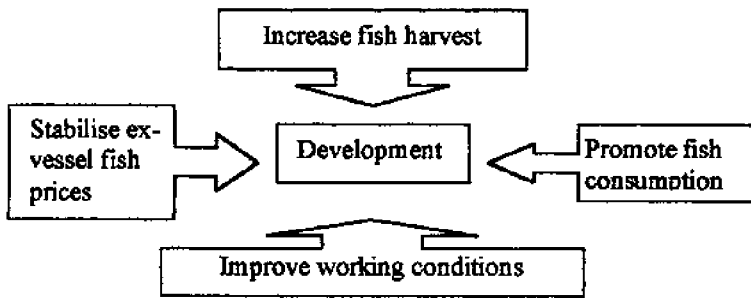 Increase fish harvest
Stabilise ex-
vessel fish
prices
Development
Promote fish
consumption
Improve working conditions